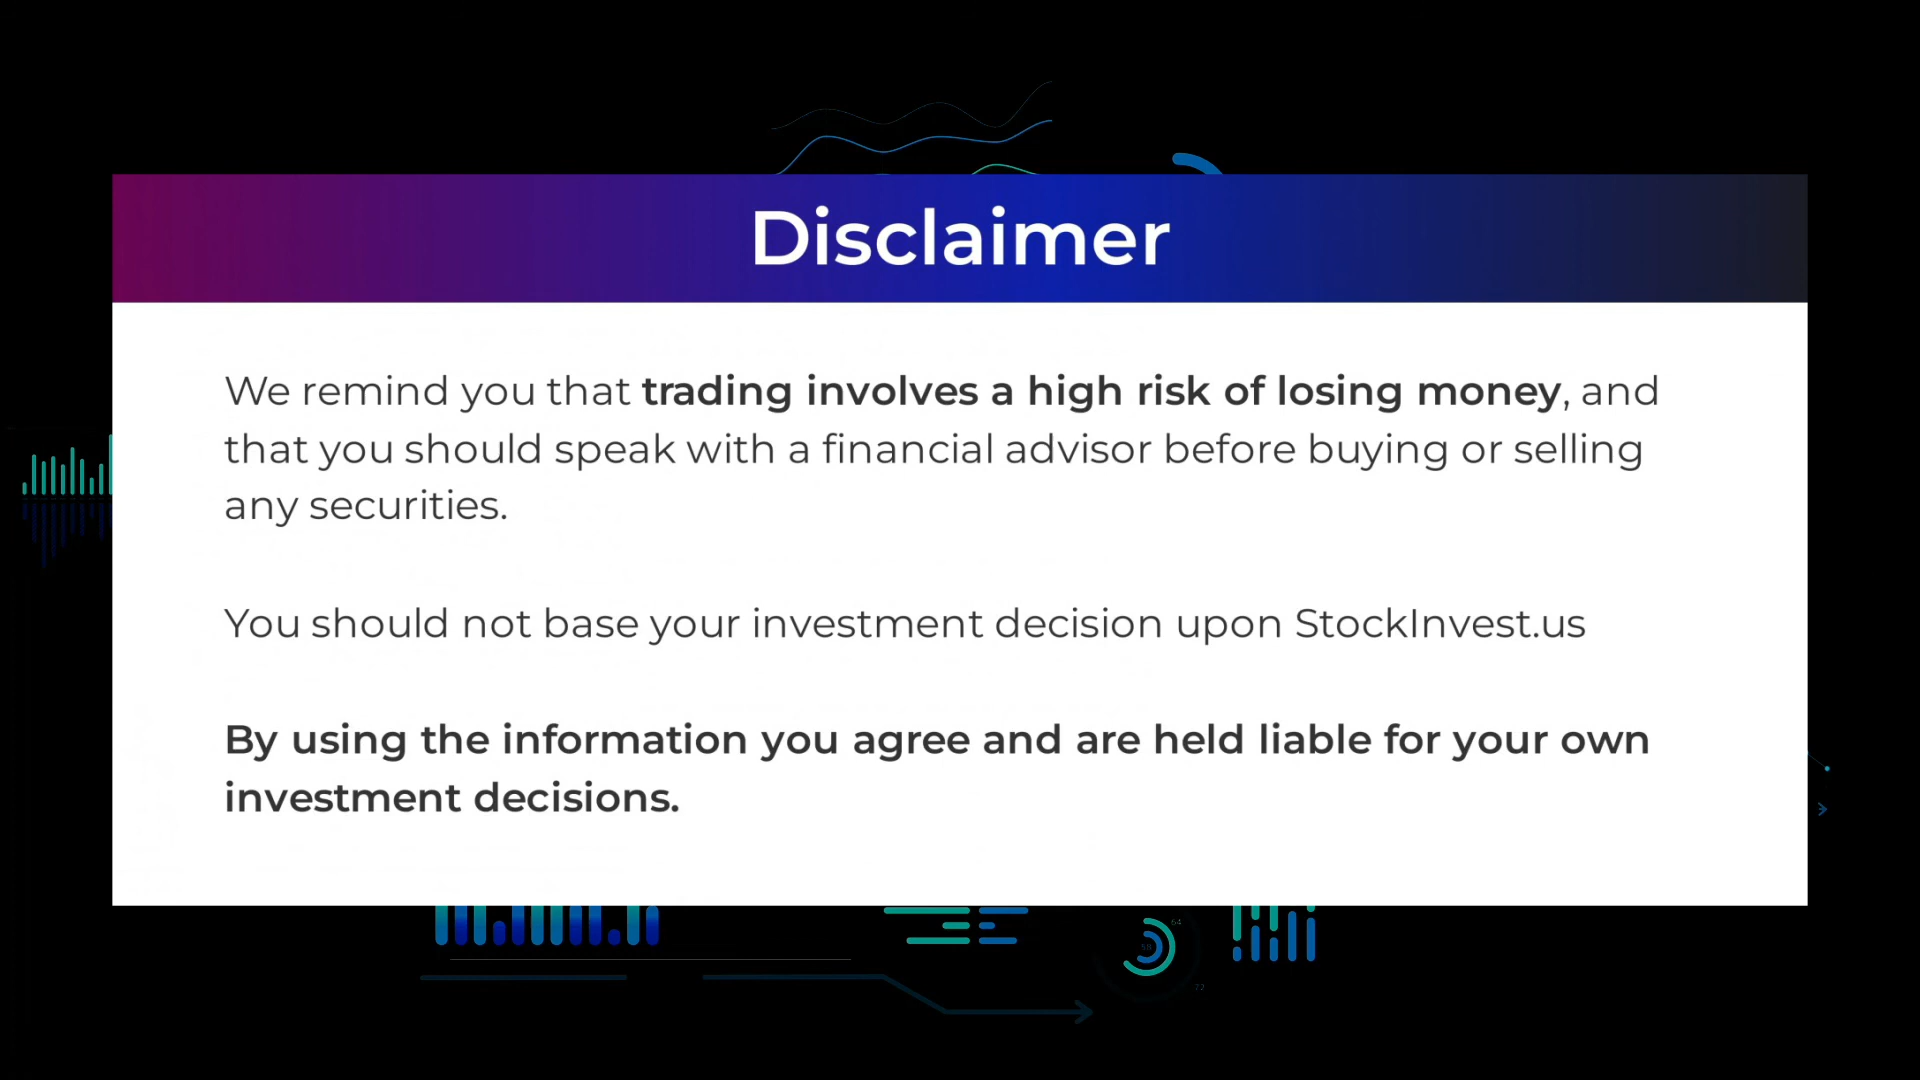 Disclaimer
We remind you that trading involves a high risk of losing money, and
that you should speak with a financial advisor before buying or selling
any securities.
You should not base your investment decision upon StockInvest.us
By using the information you agree and are held liable for your own
investment decisions.
64
72